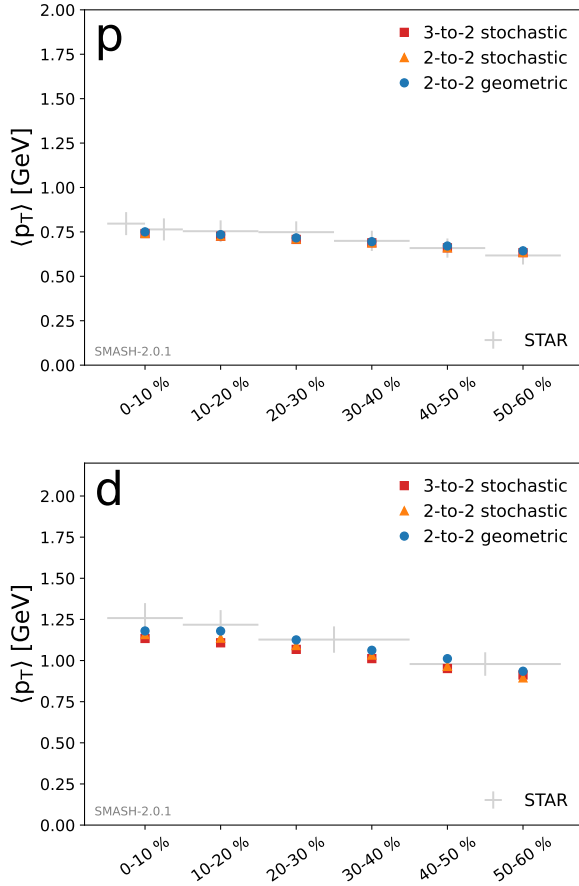 p
3-to-2 stochastic
2-to-2 stochastic
2-to-2 geometric
⟨pT⟩ [GeV]
2.00
1.75
1.50
1.25
1.00
0.75
0.50
0.25
0.00
SMASH-2.0.1
STAR
0-10 %
10-20 %
20-30 %
30-40 %
40-50 %
50-60 %
d
3-to-2 stochastic
2-to-2 stochastic
2-to-2 geometric
⟨pT⟩ [GeV]
2.00
1.75
1.50
1.25
1.00
0.75
0.50
0.25
0.00
SMASH-2.0.1
STAR
0-10 %
10-20 %
20-30 %
30-40 %
40-50 %
50-60 %